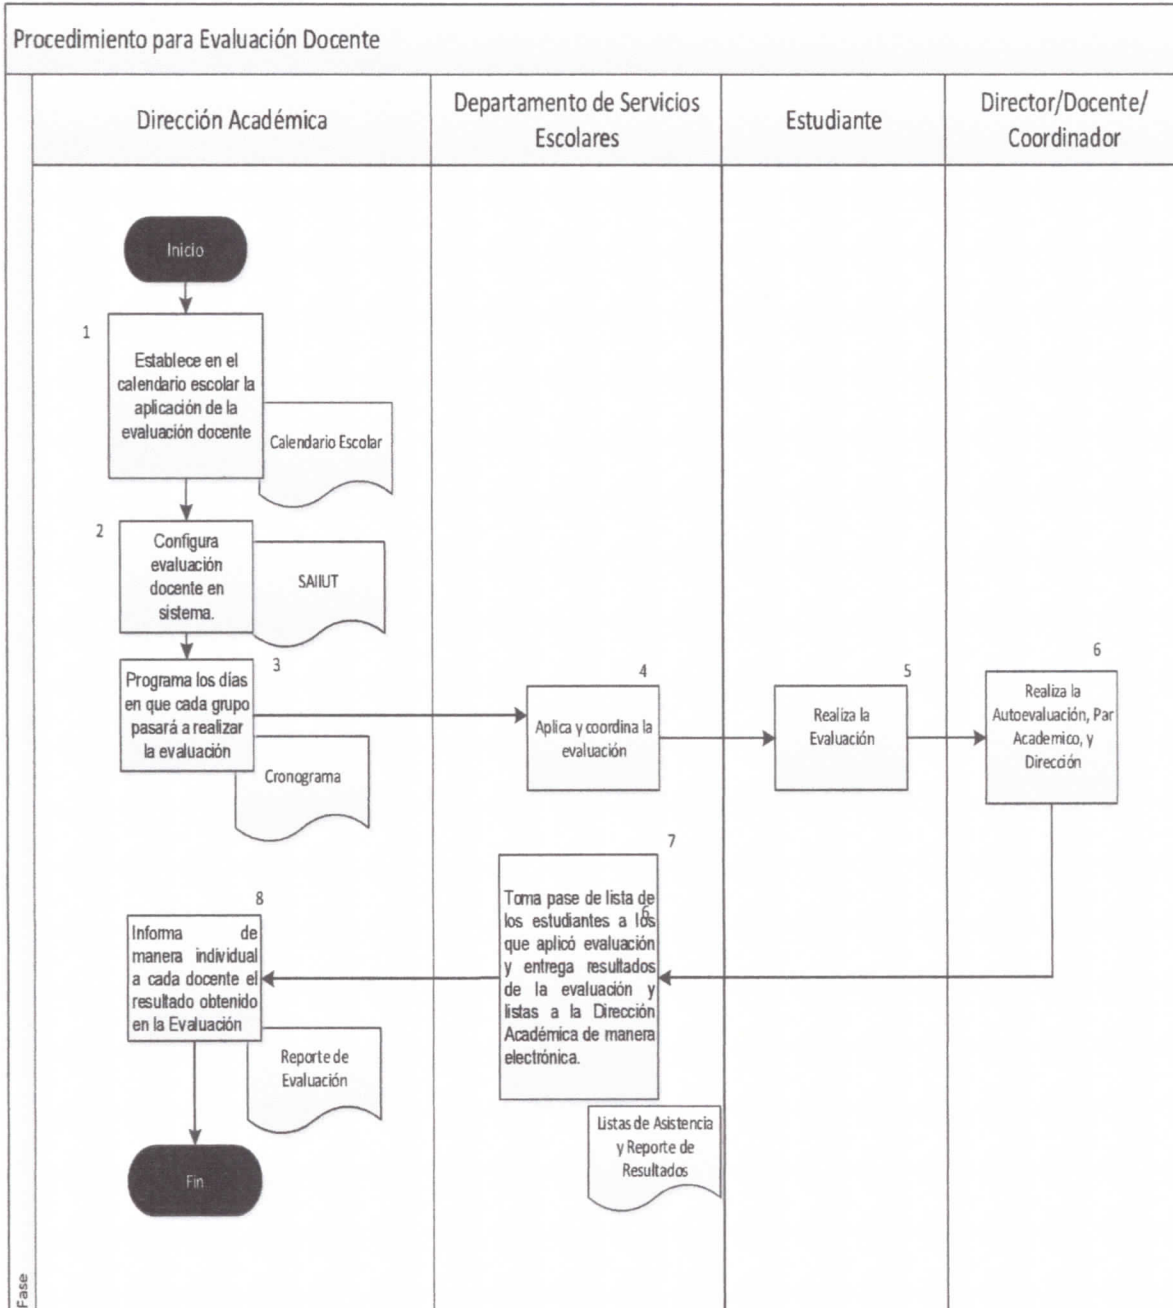 Procedimiento para Evaluación Docente
Dirección Académica
Departamento de Servicios
Escolares
Estudiante
Director/Docente/
Coordinador
Inicio
1
Establece en el
calendario escolar la
aplicación de la
evaluación docente
Calendario Escolar
2
Configura
evaluación
docente en
sistema.
SAIIUT
3
Programa los días
en que cada grupo
pasará a realizar
la evaluación
Cronograma
4
Aplica y coordina la
evaluación
5
Realiza la
Evaluación
6
Realiza la
Autoevaluación, Par
Academico, y
Dirección
7
Toma pase de lista de
los estudiantes a los
que aplicó evaluación
y entrega resultados
de la evaluación y
listas a la Dirección
Académica de manera
electrónica.
6
Listas de Asistencia
y Reporte de
Resultados
8
Informa de
manera individual
a cada docente el
resultado obtenido
en la Evaluación
Reporte de
Evaluación
Fin
Fase